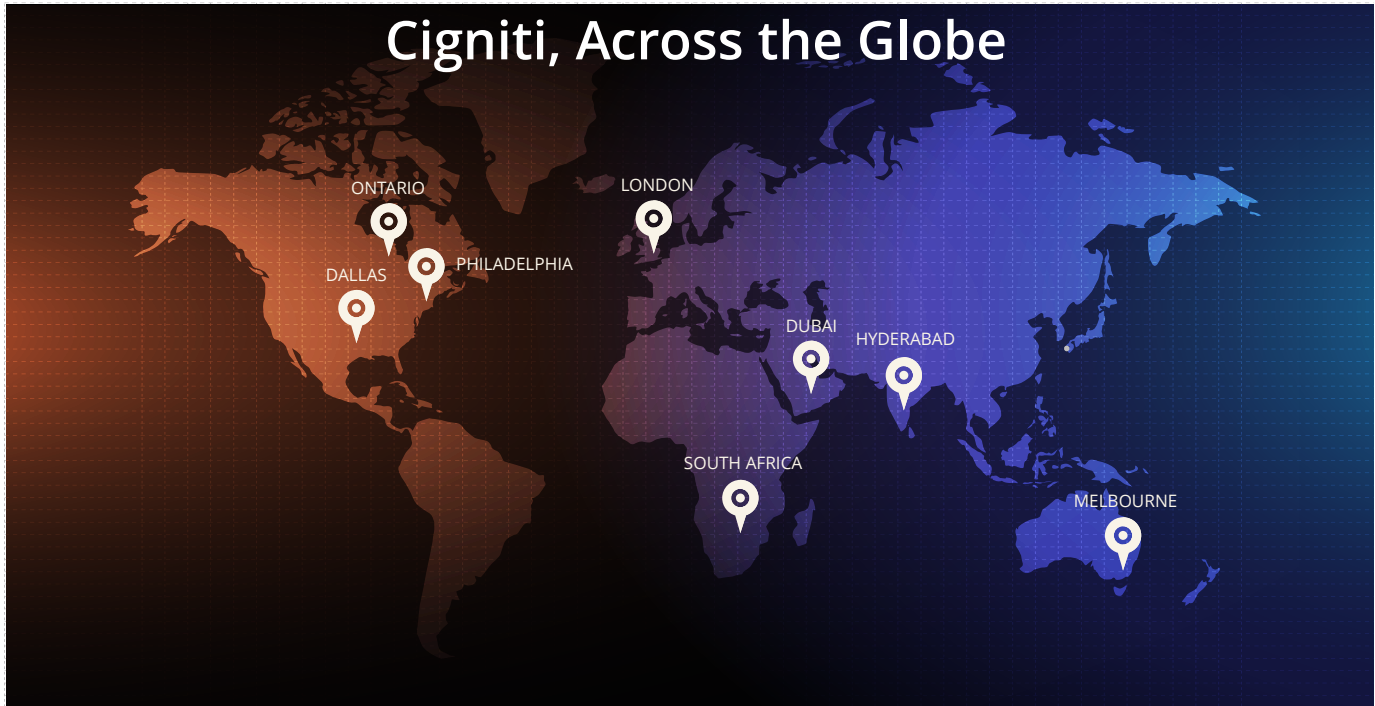 Cigniti, Across the Globe
ONTARIO
LONDON
PHILADELPHIA
DALLAS
DUBAI
HYDERABAD
SOUTH AFRICA
MELBOURNE